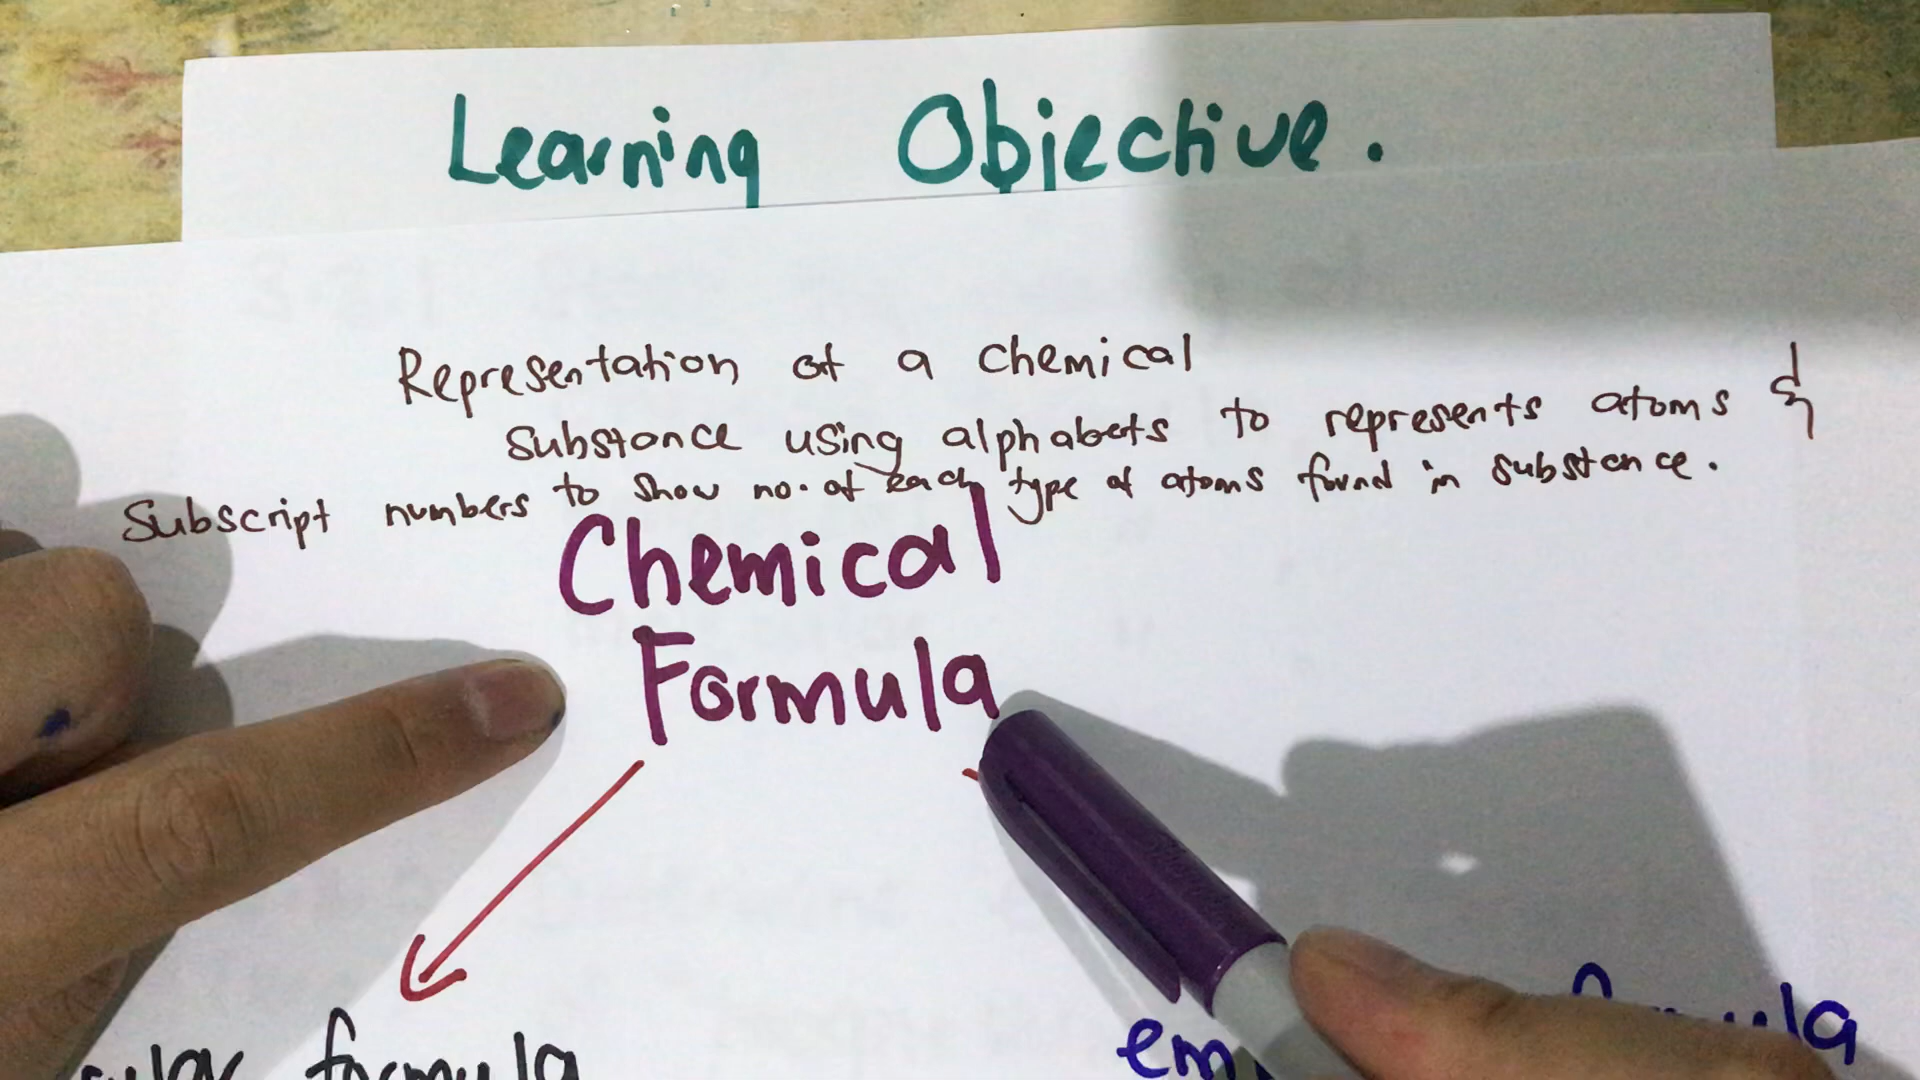 Learning Objective.
Representation of a chemical
substance using alphabets to represents atoms &
Subscript numbers to show no. of each type of atoms found in substance.
Chemical
Formula
formula